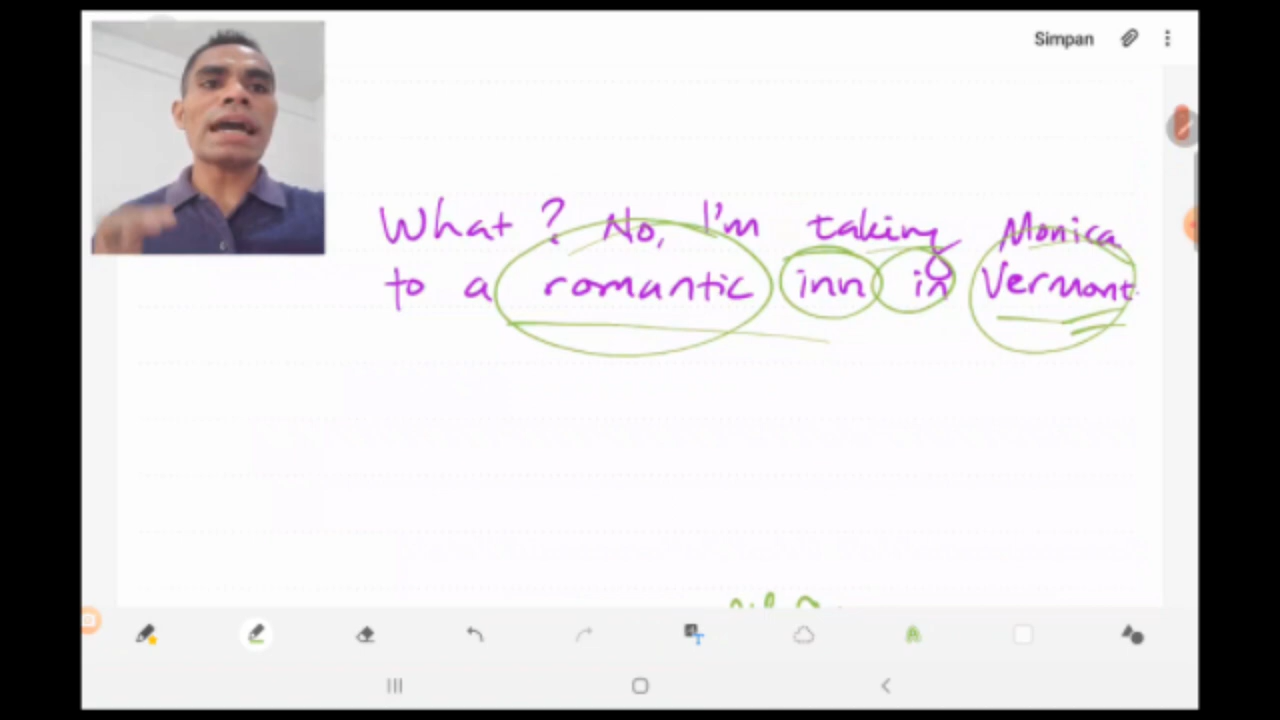 Simpan
What? No, I'm taking Monica
to a romantic inn in Vermont.